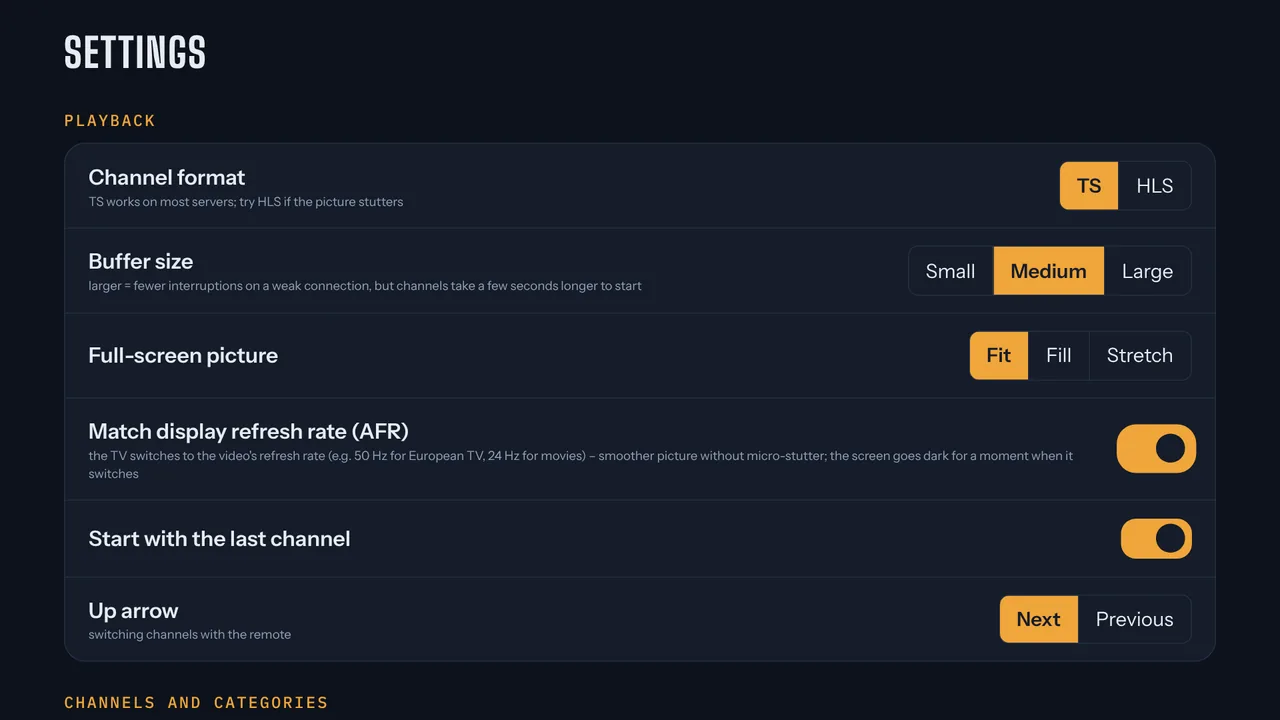 SETTINGS
PLAYBACK
Channel format
TS works on most servers; try HLS if the picture stutters
TS
HLS
Buffer size
larger = fewer interruptions on a weak connection, but channels take a few seconds longer to start
Small
Medium
Large
Full-screen picture
Fit
Fill
Stretch
Match display refresh rate (AFR)
the TV switches to the video's refresh rate (e.g. 50 Hz for European TV, 24 Hz for movies) – smoother picture without micro-stutter; the screen goes dark for a moment when it
switches
Start with the last channel
Up arrow
switching channels with the remote
Next
Previous
CHANNELS AND CATEGORIES